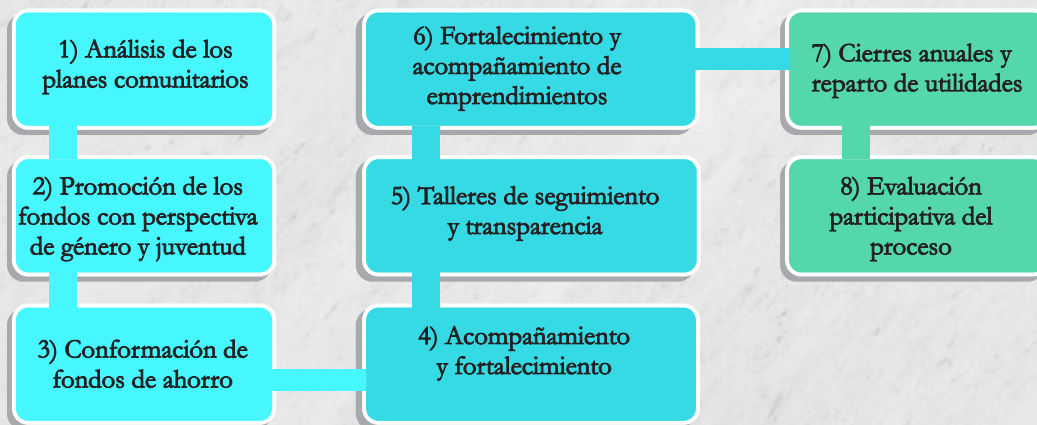 1) Análisis de los
planes comunitarios
2) Promoción de los
fondos con perspectiva
de género y juventud
3) Conformación de
fondos de ahorro
4) Acompañamiento
y fortalecimiento
5) Talleres de seguimiento
y transparencia
6) Fortalecimiento y
acompañamiento de
emprendimientos
7) Cierres anuales y
reparto de utilidades
8) Evaluación
participativa del
proceso